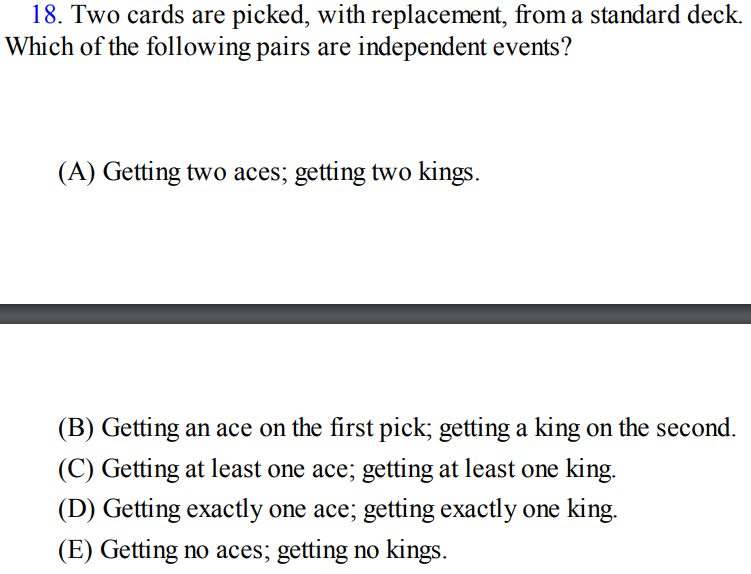 18. Two cards are picked, with replacement, from a standard deck.
Which of the following pairs are independent events?
(A) Getting two aces; getting two kings.
(B) Getting an ace on the first pick; getting a king on the second.
(C) Getting at least one ace; getting at least one king.
(D) Getting exactly one ace; getting exactly one king.
(E) Getting no aces; getting no kings.